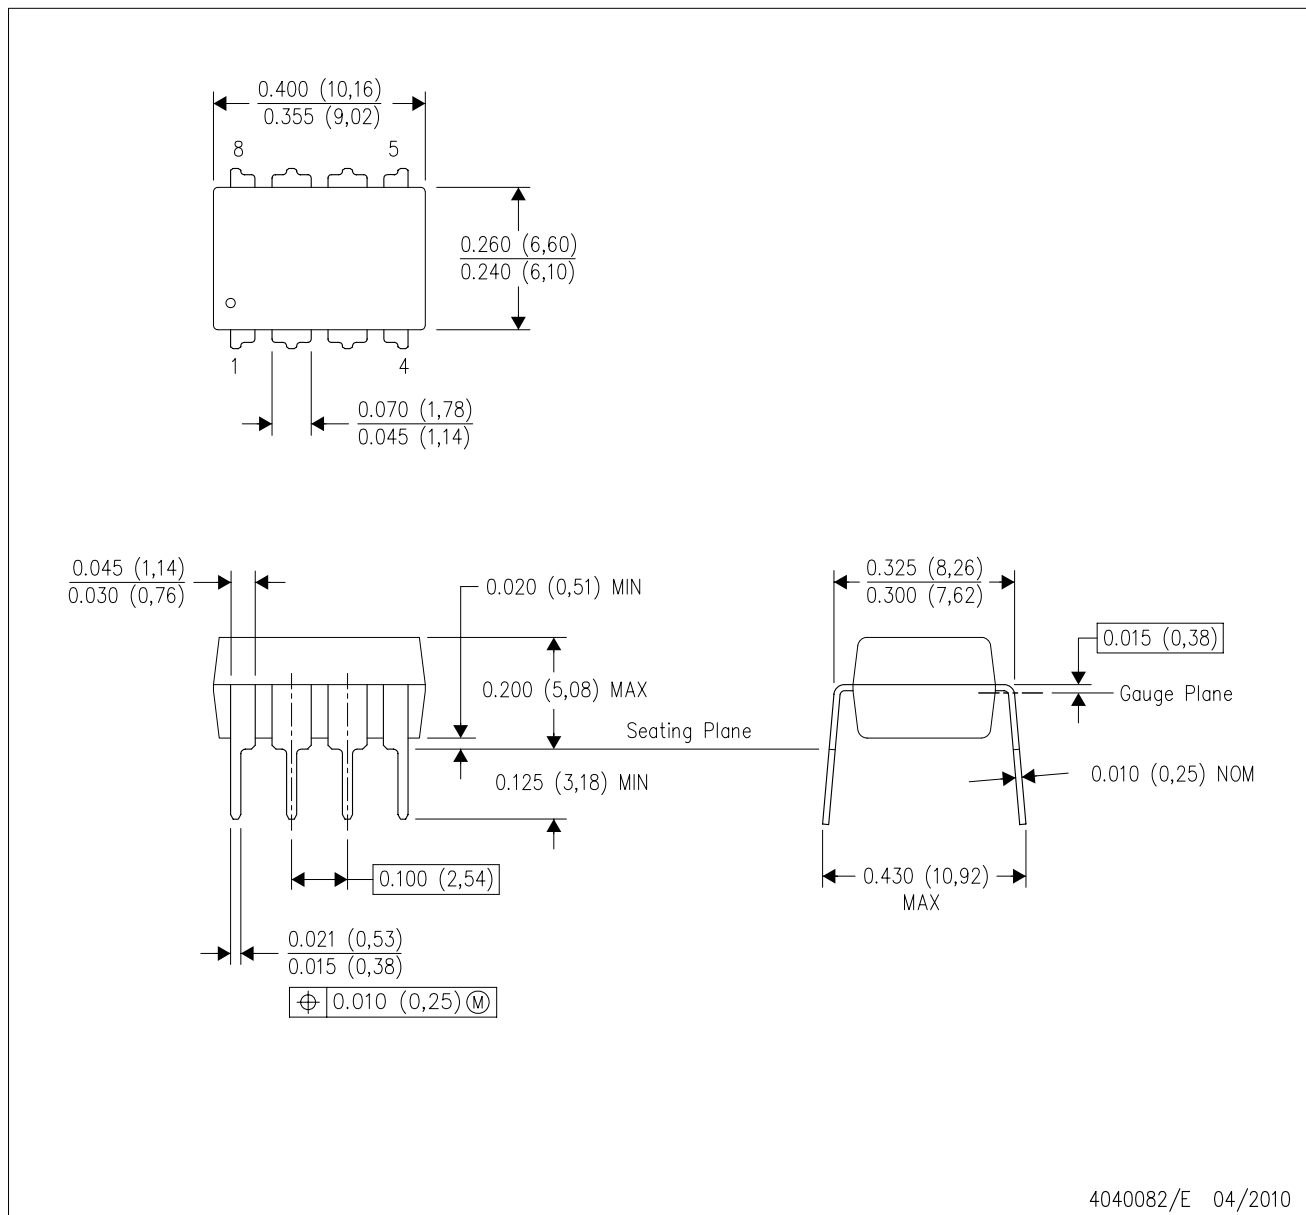 0.400 (10,16)
0.355 (9,02)
8
5
0.260 (6,60)
0.240 (6,10)
1
4
0.070 (1,78)
0.045 (1,14)
0.045 (1,14)
0.030 (0,76)
0.020 (0,51) MIN
0.325 (8,26)
0.300 (7,62)
0.015 (0,38)
0.200 (5,08) MAX
Gauge Plane
Seating Plane
0.125 (3,18) MIN
0.010 (0,25) NOM
0.100 (2,54)
0.430 (10,92)
MAX
0.021 (0,53)
0.015 (0,38)
⌖ 0.010 (0,25) Ⓜ
4040082/E 04/2010